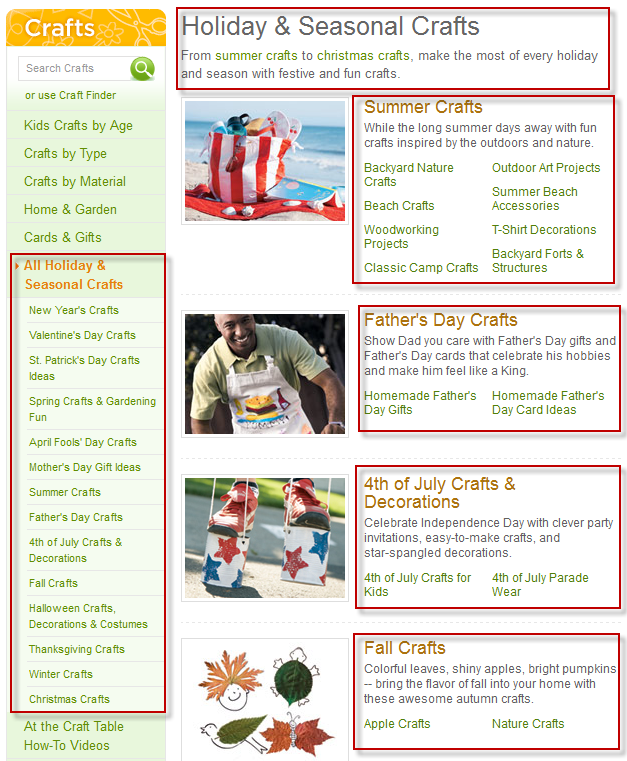 Crafts
Search Crafts
or use Craft Finder
Kids Crafts by Age
Crafts by Type
Crafts by Material
Home & Garden
Cards & Gifts
All Holiday &
Seasonal Crafts
New Year's Crafts
Valentine's Day Crafts
St. Patrick's Day Crafts
Ideas
Spring Crafts & Gardening
Fun
April Fools' Day Crafts
Mother's Day Gift Ideas
Summer Crafts
Father's Day Crafts
4th of July Crafts &
Decorations
Fall Crafts
Halloween Crafts,
Decorations & Costumes
Thanksgiving Crafts
Winter Crafts
Christmas Crafts
At the Craft Table
How-To Videos
Holiday & Seasonal Crafts
From summer crafts to christmas crafts, make the most of every holiday
and season with festive and fun crafts.
Summer Crafts
While the long summer days away with fun
crafts inspired by the outdoors and nature.
Backyard Nature
Crafts
Beach Crafts
Woodworking
Projects
Classic Camp Crafts
Outdoor Art Projects
Summer Beach
Accessories
T-Shirt Decorations
Backyard Forts &
Structures
Father's Day Crafts
Show Dad you care with Father's Day gifts and
Father's Day cards that celebrate his hobbies
and make him feel like a King.
Homemade Father's
Day Gifts
Homemade Father's
Day Card Ideas
4th of July Crafts &
Decorations
Celebrate Independence Day with clever party
invitations, easy-to-make crafts, and
star-spangled decorations.
4th of July Crafts for
Kids
4th of July Parade
Wear
Fall Crafts
Colorful leaves, shiny apples, bright pumpkins
-- bring the flavor of fall into your home with
these awesome autumn crafts.
Apple Crafts
Nature Crafts